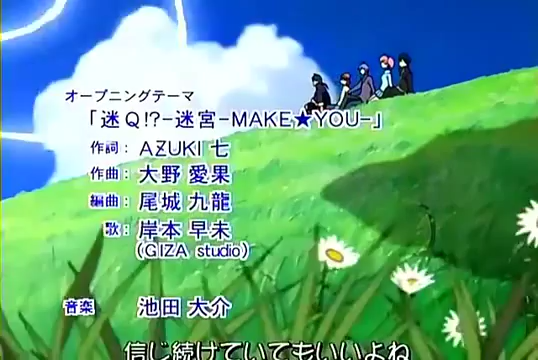 オープニングテーマ
「迷Q!?-迷宮-MAKE★YOU-」
作詞: AZUKI 七
作曲: 大野 愛果
編曲: 尾城 九龍
歌: 岸本 早未
(GIZA studio)
音楽 池田 大介
信じ続けていてもいいよね